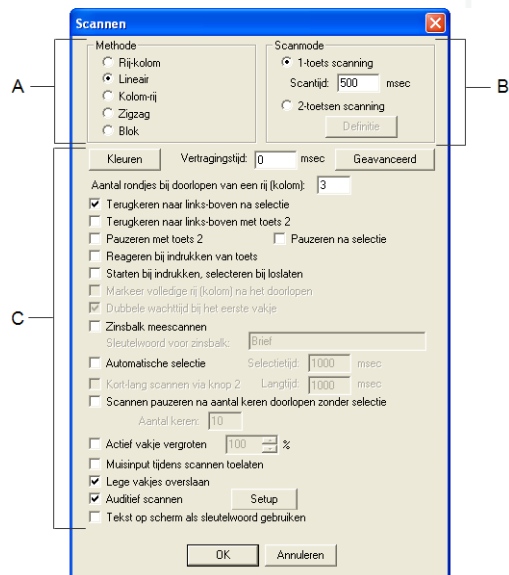 Scannen
A
Methode
Rij-kolom
Lineair
Kolom-rij
Zigzag
Blok
Scanmode
1-toets scanning
Scantijd: 500 msec
2-toetsen scanning
Definitie
B
C
Kleuren Vertragingstijd: 0 msec Geavanceerd
Aantal rondjes bij doorlopen van een rij (kolom): 3
Terugkeren naar links-boven na selectie
Terugkeren naar links-boven met toets 2
Pauzeren met toets 2 Pauzeren na selectie
Reageren bij indrukken van toets
Starten bij indrukken, selecteren bij loslaten
Markeer volledige rij (kolom) na het doorlopen
Dubbele wachttijd bij het eerste vakje
Zinsbalk meescannen
Sleutelwoord voor zinsbalk: Brief
Automatische selectie Selectietijd: 1000 msec
Kort-lang scannen via knop 2 Langtijd: 1000 msec
Scannen pauzeren na aantal keren doorlopen zonder selectie
Aantal keren: 10
Actief vakje vergroten 100 %
Muisinput tijdens scannen toelaten
Lege vakjes overslaan
Auditief scannen Setup
Tekst op scherm als sleutelwoord gebruiken
OK Annuleren